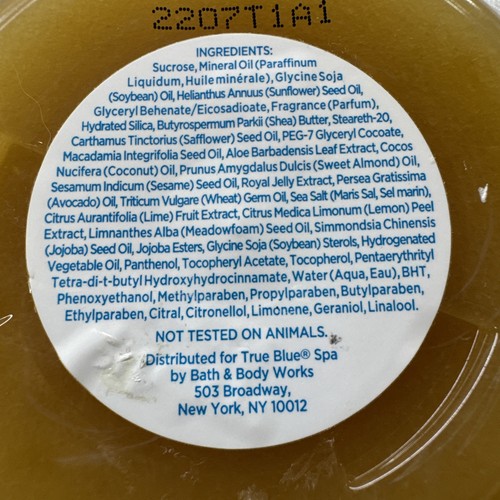 2207T1A1
INGREDIENTS:
Sucrose, Mineral Oil (Paraffinum
Liquidum, Huile minérale), Glycine Soja
(Soybean) Oil, Helianthus Annuus (Sunflower) Seed Oil,
Glyceryl Behenate/Eicosadioate, Fragrance (Parfum),
Hydrated Silica, Butyrospermum Parkii (Shea) Butter, Steareth-20,
Carthamus Tinctorius (Safflower) Seed Oil, PEG-7 Glyceryl Cocoate,
Macadamia Integrifolia Seed Oil, Aloe Barbadensis Leaf Extract, Cocos
Nucifera (Coconut) Oil, Prunus Amygdalus Dulcis (Sweet Almond) Oil,
Sesamum Indicum (Sesame) Seed Oil, Royal Jelly Extract, Persea Gratissima
(Avocado) Oil, Triticum Vulgare (Wheat) Germ Oil, Sea Salt (Maris Sal, Sel marin),
Citrus Aurantifolia (Lime) Fruit Extract, Citrus Medica Limonum (Lemon) Peel
Extract, Limnanthes Alba (Meadowfoam) Seed Oil, Simmondsia Chinensis
(Jojoba) Seed Oil, Jojoba Esters, Glycine Soja (Soybean) Sterols, Hydrogenated
Vegetable Oil, Panthenol, Tocopheryl Acetate, Tocopherol, Pentaerythrityl
Tetra-di-t-butyl Hydroxyhydrocinnamate, Water (Aqua, Eau), BHT,
Phenoxyethanol, Methylparaben, Propylparaben, Butylparaben,
Ethylparaben, Citral, Citronellol, Limonene, Geraniol, Linalool.
NOT TESTED ON ANIMALS.
Distributed for True Blue® Spa
by Bath & Body Works
503 Broadway,
New York, NY 10012